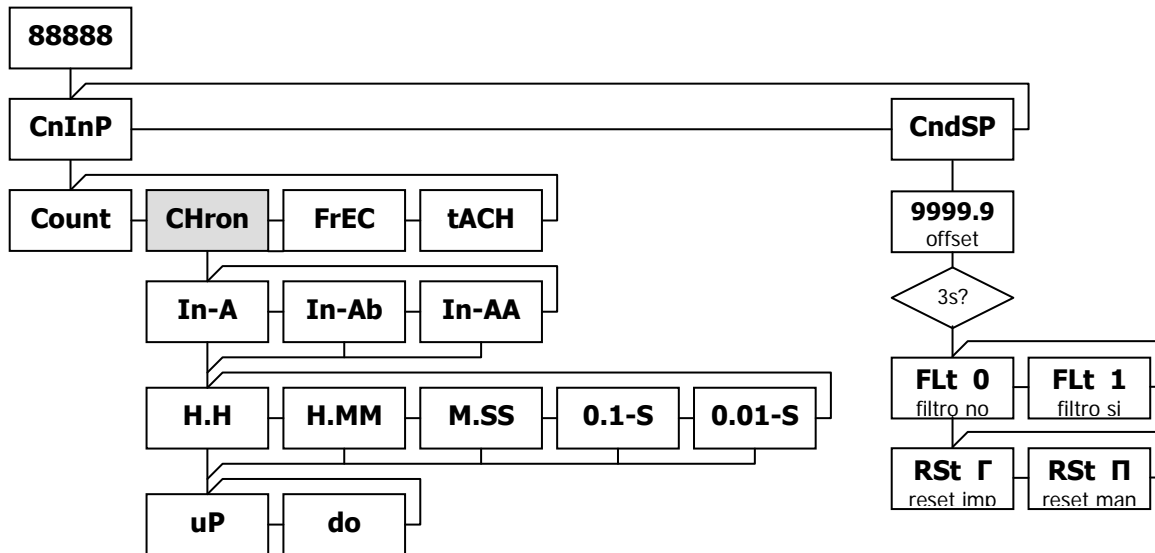 88888
CnInP CndSP
Count CHron FrEC tACH
9999.9
offset
3s?
In-A In-Ab In-AA
FLt 0 FLt 1
filtro no filtro si
H.H H.MM M.SS 0.1-S 0.01-S
RSt Γ RSt Π
reset imp reset man
uP do